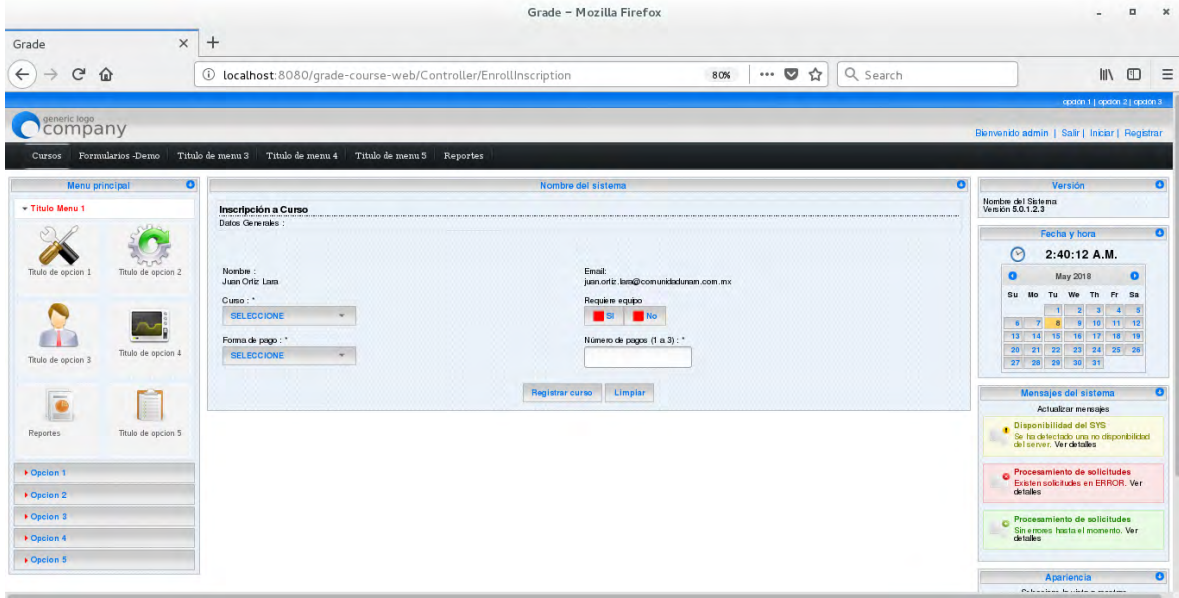 Grade – Mozilla Firefox
Grade
localhost:8080/grade-course-web/Controller/EnrollInscription
80%
Search
opción 1 | opción 2 | opción 3
generic logo
company
Bienvenido admin | Salir | Iniciar | Registrar
Cursos Formularios -Demo Titulo de menu 3 Titulo de menu 4 Titulo de menu 5 Reportes
Menu principal
Titulo Menu 1
Titulo de opcion 1 Titulo de opcion 2
Titulo de opcion 3 Titulo de opcion 4
Reportes Titulo de opcion 5
Opcion 1
Opcion 2
Opcion 3
Opcion 4
Opcion 5
Nombre del sistema
Inscripción a Curso
Datos Generales :
Nombre :
Juan Ortiz Lara
Email:
juan.ortiz.lara@comunidadunam.com.mx
Curso : *
SELECCIONE
Requiere equipo
SI No
Forma de pago : *
SELECCIONE
Número de pagos (1 a 3) : *
Registrar curso Limpiar
Versión
Nombre del Sistema
Versión 5.0.1.2.3
Fecha y hora
2:40:12 A.M.
May 2018
Su Mo Tu We Th Fr Sa
1 2 3 4 5
6 7 8 9 10 11 12
13 14 15 16 17 18 19
20 21 22 23 24 25 26
27 28 29 30 31
Mensajes del sistema
Actualizar mensajes
Disponibilidad del SYS
Se ha detectado una no disponibilidad
del server. Ver detalles
Procesamiento de solicitudes
Existen solicitudes en ERROR. Ver
detalles
Procesamiento de solicitudes
Sin errores hasta el momento. Ver
detalles
Apariencia